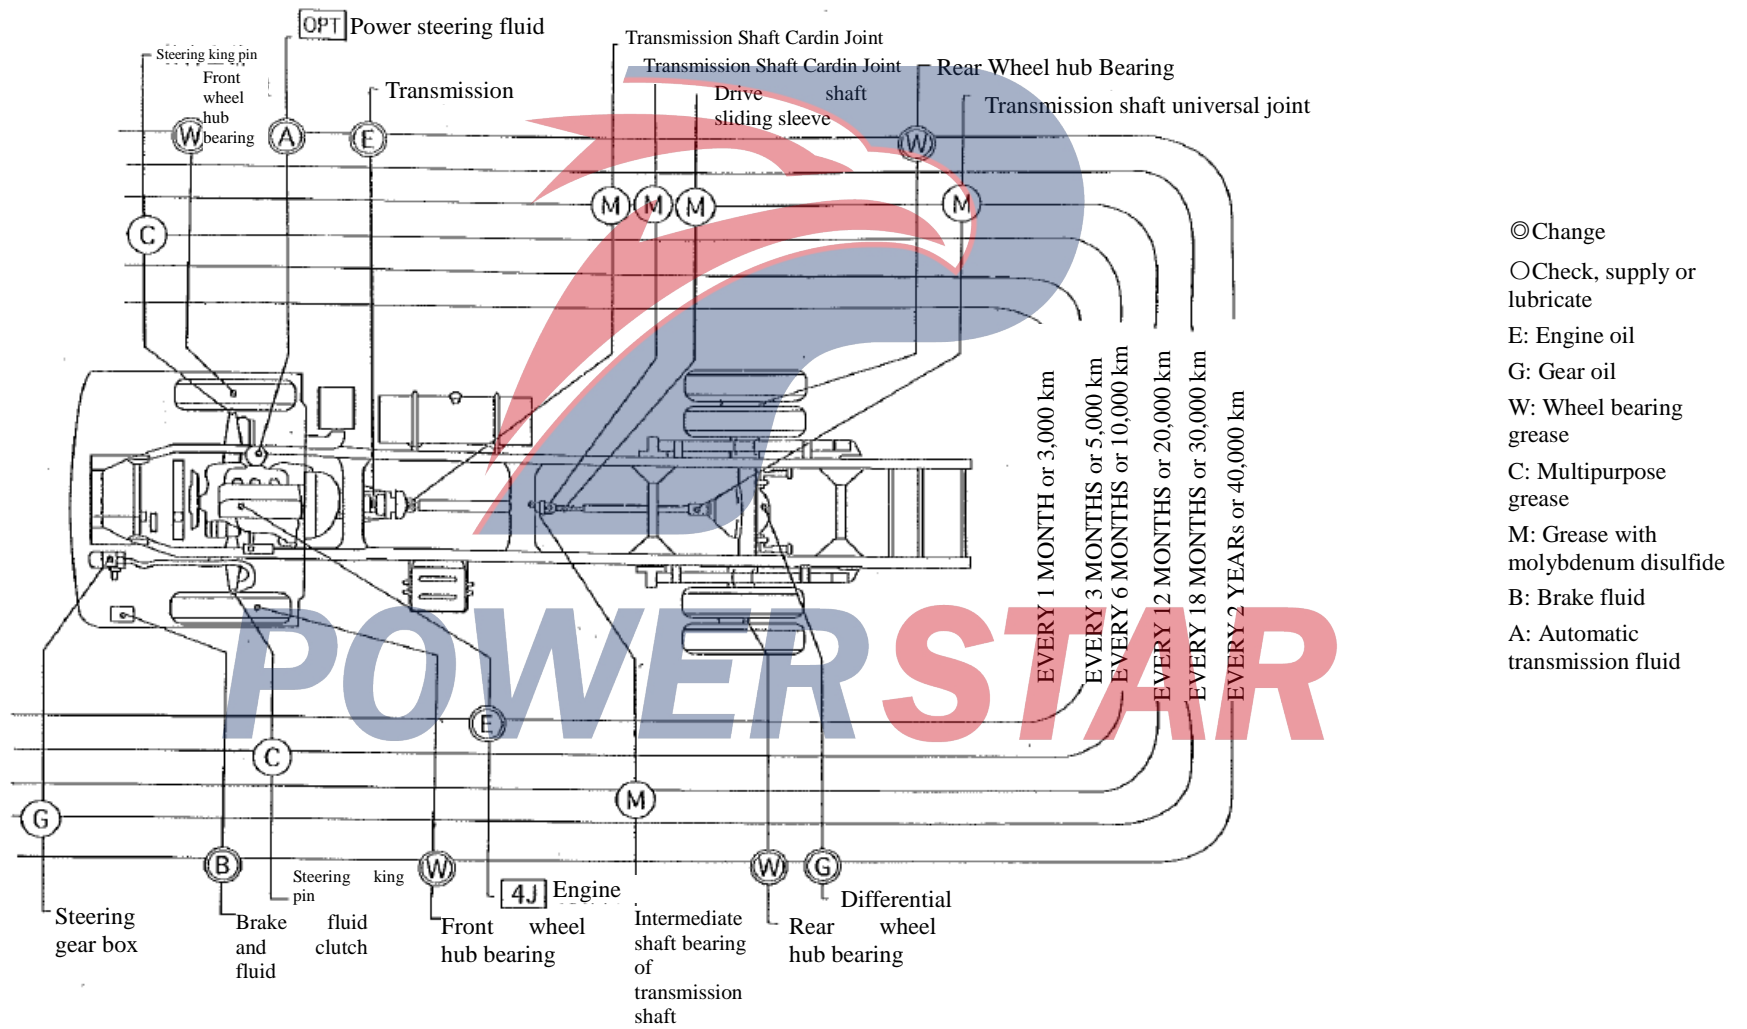 OPT Power steering fluid
Steering king pin
Front
wheel
hub
bearing
Transmission
Transmission Shaft Cardin Joint
Transmission Shaft Cardin Joint
Drive shaft
sliding sleeve
Rear Wheel hub Bearing
Transmission shaft universal joint
W
A
E
W
M
M
M
M
C
◎Change
○Check, supply or
lubricate
E: Engine oil
G: Gear oil
W: Wheel bearing
grease
C: Multipurpose
grease
M: Grease with
molybdenum disulfide
B: Brake fluid
A: Automatic
transmission fluid
EVERY 1 MONTH or 3,000 km
EVERY 3 MONTHS or 5,000 km
EVERY 6 MONTHS or 10,000 km
EVERY 12 MONTHS or 20,000 km
EVERY 18 MONTHS or 30,000 km
EVERY 2 YEARs or 40,000 km
POWERSTAR
E
C
M
G
B
W
W
G
Steering
gear box
Brake fluid
and clutch
fluid
Steering king
pin
Front wheel
hub bearing
4J Engine
Intermediate
shaft bearing
of
transmission
shaft
Rear wheel
hub bearing
Differential